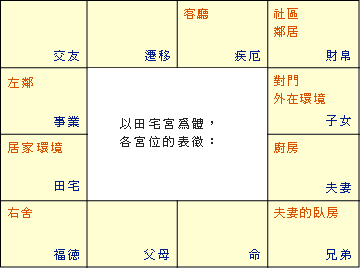 交友
遷移
客廳
疾厄
社區
鄰居
財帛
左鄰
事業
以田宅宮爲體，
各宮位的表徵：
對門
外在環境
子女
居家環境
田宅
廚房
夫妻
右舍
福德
父母
命
夫妻的臥房
兄弟